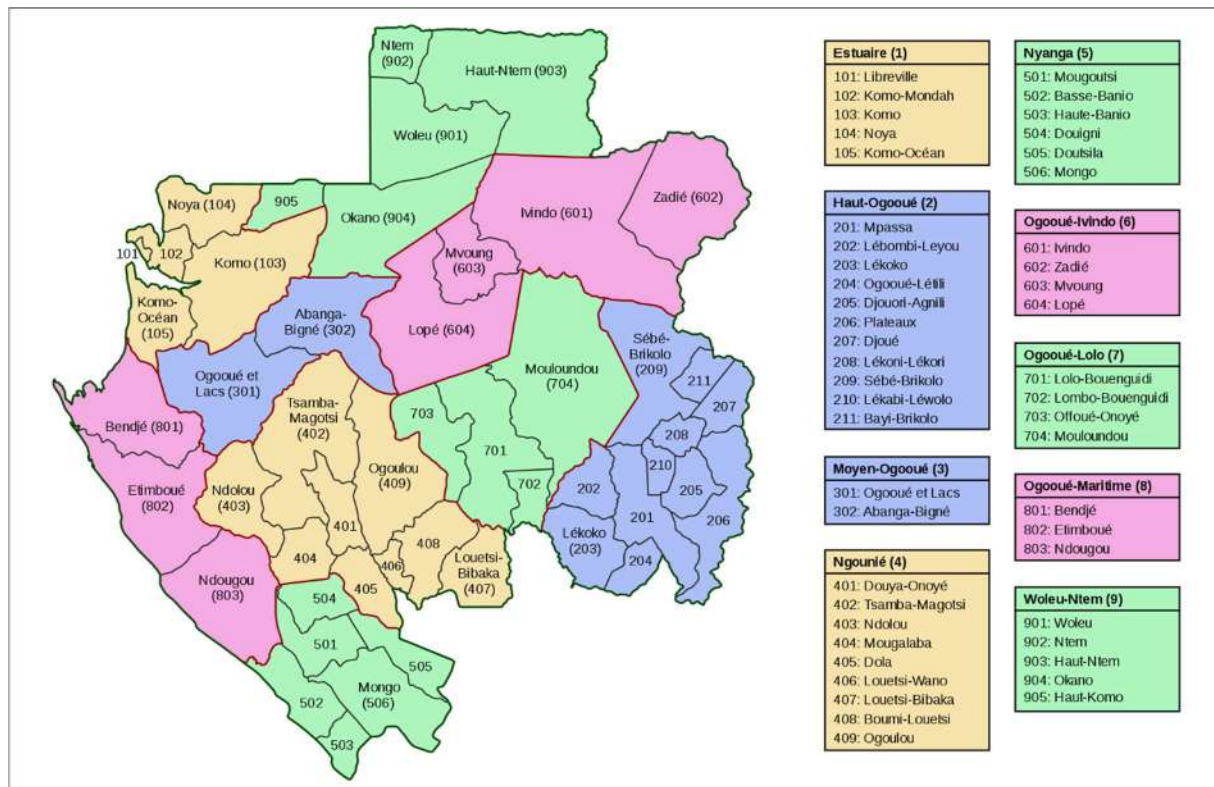 Ntem
(902)
Haut-Ntem (903)
Woleu (901)
Noya (104)
905
Okano
(904)
Ivindo (601)
Zadié (602)
101
102
Komo (103)
Mvoung
(603)
Komo-
Océan
(105)
Abanga-
Bigné (302)
Lopé (604)
Sébé-
Brikolo
(209)
Ogooué et
Lacs (301)
Mouloundou
(704)
211
207
Tsamba-
Magotsi
(402)
703
Bendjé (801)
208
701
210
Ogoulou
(409)
Etimboué
(802)
Ndolou
(403)
702
202
205
401
201
206
408
Lékoko
(203)
404
406
Louetsi-
Bibaka
(407)
204
Ndougou
(803)
405
504
501
505
Mongo
(506)
502
503
Estuaire (1)
101: Libreville
102: Komo-Mondah
103: Komo
104: Noya
105: Komo-Océan
Haut-Ogooué (2)
201: Mpassa
202: Lébombi-Leyou
203: Lékoko
204: Ogooué-Létili
205: Djouori-Agnili
206: Plateaux
207: Djoué
208: Lékoni-Lékori
209: Sébé-Brikolo
210: Lékabi-Léwolo
211: Bayi-Brikolo
Moyen-Ogooué (3)
301: Ogooué et Lacs
302: Abanga-Bigné
Ngounié (4)
401: Douya-Onoyé
402: Tsamba-Magotsi
403: Ndolou
404: Mougalaba
405: Dola
406: Louetsi-Wano
407: Louetsi-Bibaka
408: Boumi-Louetsi
409: Ogoulou
Nyanga (5)
501: Mougoutsi
502: Basse-Banio
503: Haute-Banio
504: Douigni
505: Doutsila
506: Mongo
Ogooué-Ivindo (6)
601: Ivindo
602: Zadié
603: Mvoung
604: Lopé
Ogooué-Lolo (7)
701: Lolo-Bouenguidi
702: Lombo-Bouenguidi
703: Offoué-Onoyé
704: Mouloundou
Ogooué-Maritime (8)
801: Bendjé
802: Etimboué
803: Ndougou
Woleu-Ntem (9)
901: Woleu
902: Ntem
903: Haut-Ntem
904: Okano
905: Haut-Komo